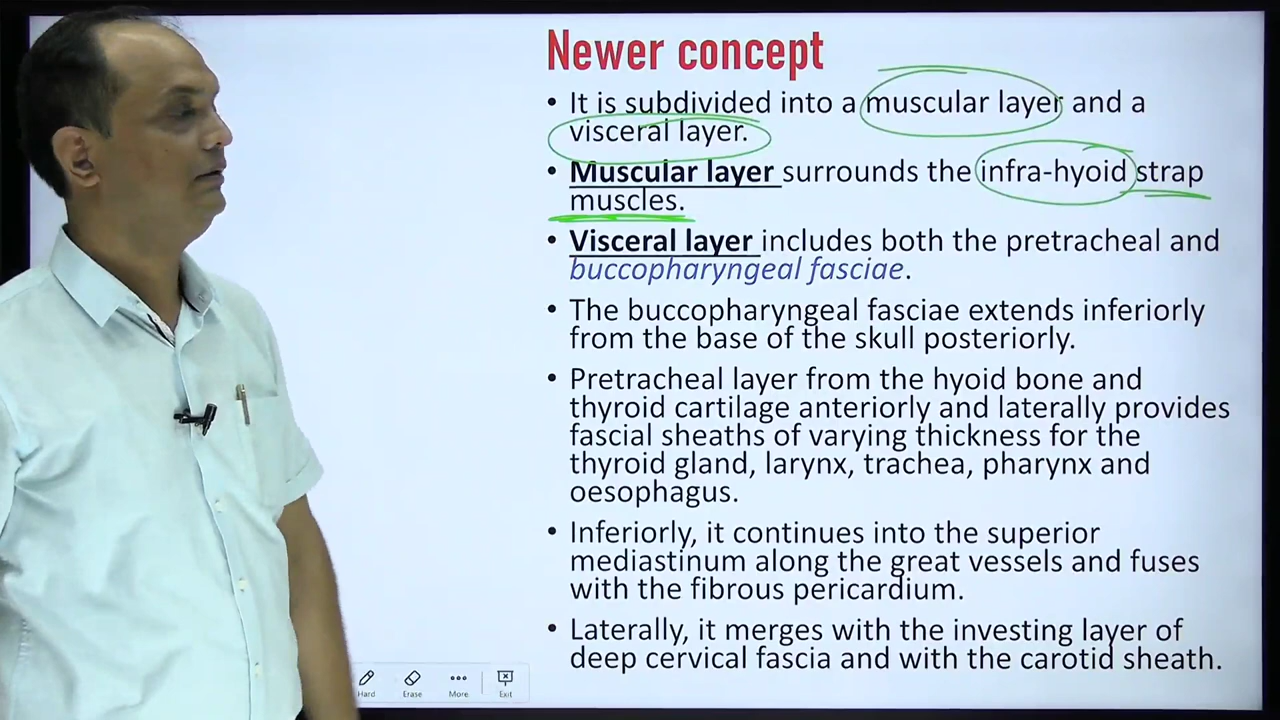 Newer concept
• It is subdivided into a muscular layer and a
visceral layer.
• Muscular layer surrounds the infra-hyoid strap
muscles.
• Visceral layer includes both the pretracheal and
buccopharyngeal fasciae.
• The buccopharyngeal fasciae extends inferiorly
from the base of the skull posteriorly.
• Pretracheal layer from the hyoid bone and
thyroid cartilage anteriorly and laterally provides
fascial sheaths of varying thickness for the
thyroid gland, larynx, trachea, pharynx and
oesophagus.
• Inferiorly, it continues into the superior
mediastinum along the great vessels and fuses
with the fibrous pericardium.
• Laterally, it merges with the investing layer of
deep cervical fascia and with the carotid sheath.
Hard Erase More Exit